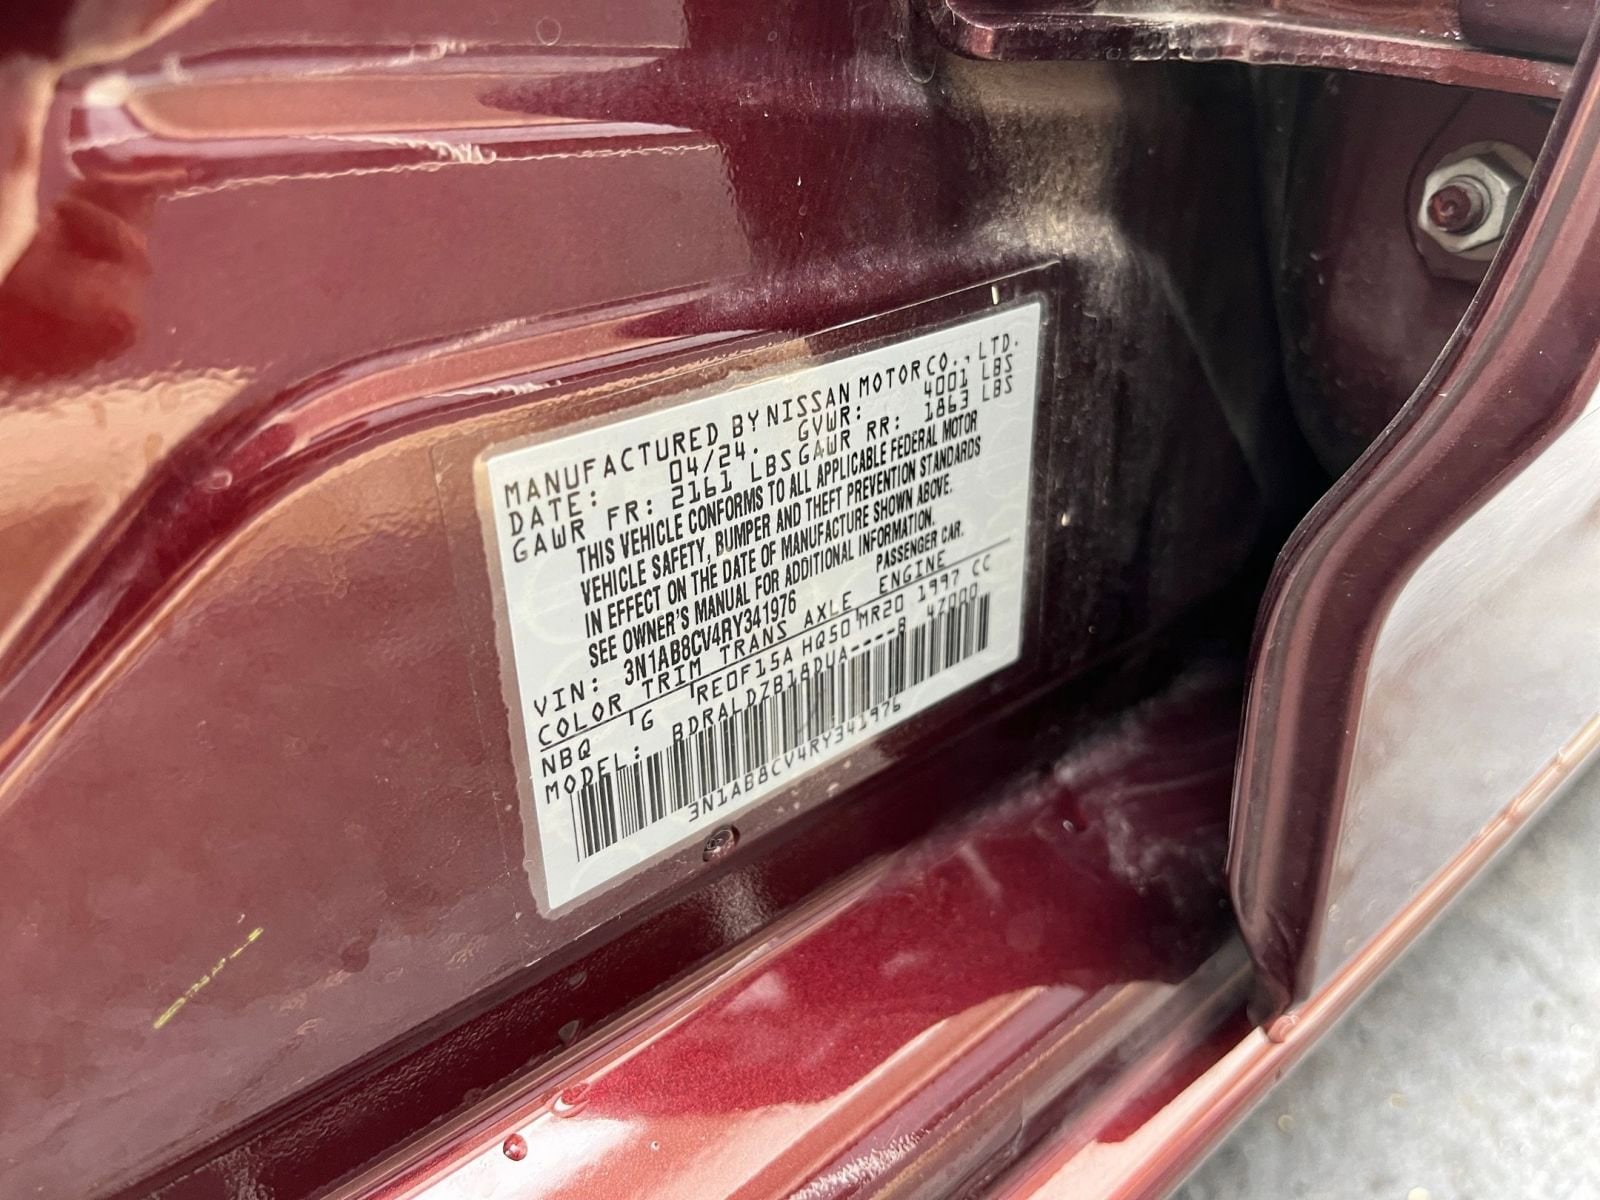 MANUFACTURED BY NISSAN MOTOR CO., LTD.
DATE: 04/24. GVWR: 4001 LBS
GAWR FR: 2161 LBS GAWR RR: 1863 LBS
THIS VEHICLE CONFORMS TO ALL APPLICABLE FEDERAL MOTOR
VEHICLE SAFETY, BUMPER AND THEFT PREVENTION STANDARDS
IN EFFECT ON THE DATE OF MANUFACTURE SHOWN ABOVE.
SEE OWNER'S MANUAL FOR ADDITIONAL INFORMATION.
VIN: 3N1AB8CV4RY341976 PASSENGER CAR.
COLOR TRIM TRANS AXLE ENGINE
NBQ G RE0F15A HQ50 MR20 1997 CC
MODEL: BDRALDZB18DUA----B 4Z000
3N1AB8CV4RY341976